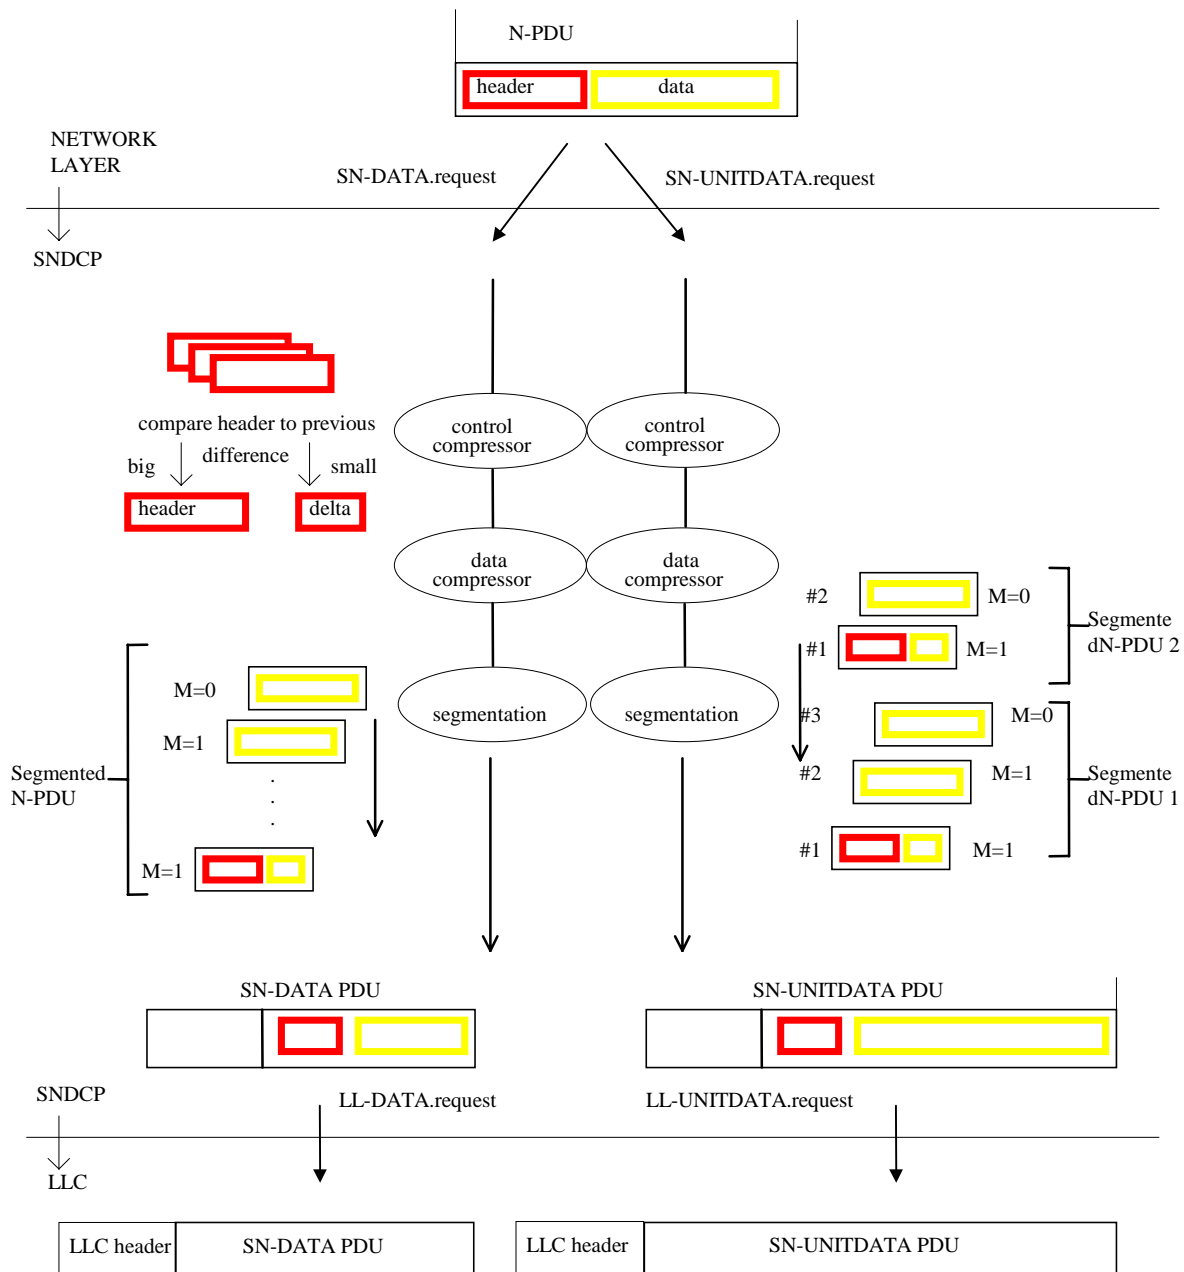 N-PDU
header data
NETWORK
LAYER
SN-DATA.request SN-UNITDATA.request
SNDCP
compare header to previous
difference
big small
header delta
control
compressor
control
compressor
data
compressor
data
compressor
segmentation segmentation
M=0
M=1
.
.
.
M=1
Segmented
N-PDU
#2 M=0
#1 M=1
Segmente
dN-PDU 2
#3 M=0
#2 M=1
#1 M=1
Segmente
dN-PDU 1
SN-DATA PDU SN-UNITDATA PDU
SNDCP
LL-DATA.request LL-UNITDATA.request
LLC
LLC header SN-DATA PDU LLC header SN-UNITDATA PDU